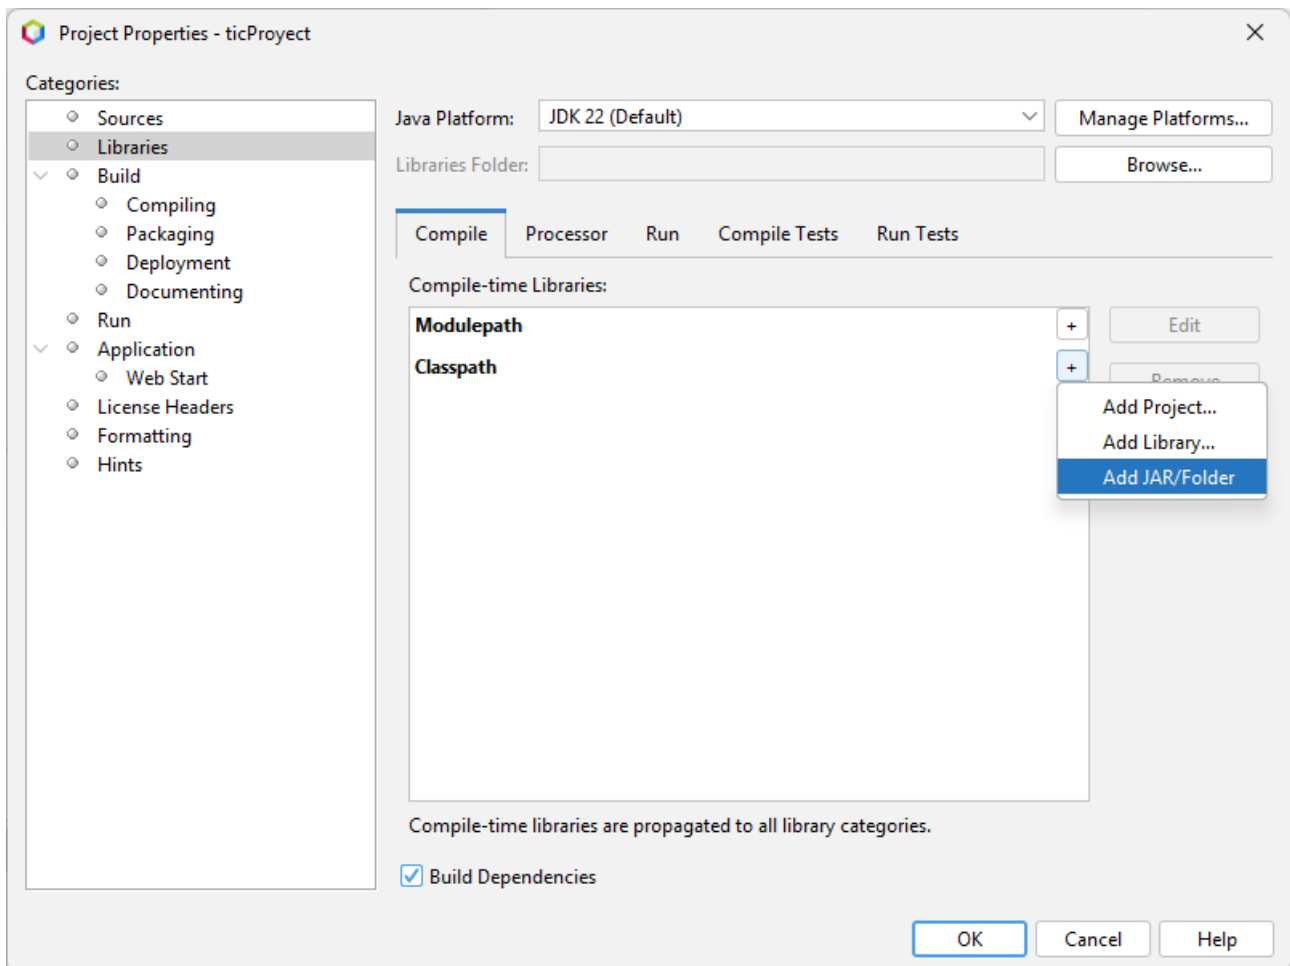 Project Properties - ticProyect
Categories:
Sources
Libraries
Build
Compiling
Packaging
Deployment
Documenting
Run
Application
Web Start
License Headers
Formatting
Hints
Java Platform:
JDK 22 (Default)
Manage Platforms...
Libraries Folder:
Browse...
Compile
Processor
Run
Compile Tests
Run Tests
Compile-time Libraries:
Modulepath
+
Edit
Classpath
+
Remove
Add Project...
Add Library...
Add JAR/Folder
Compile-time libraries are propagated to all library categories.
Build Dependencies
OK
Cancel
Help